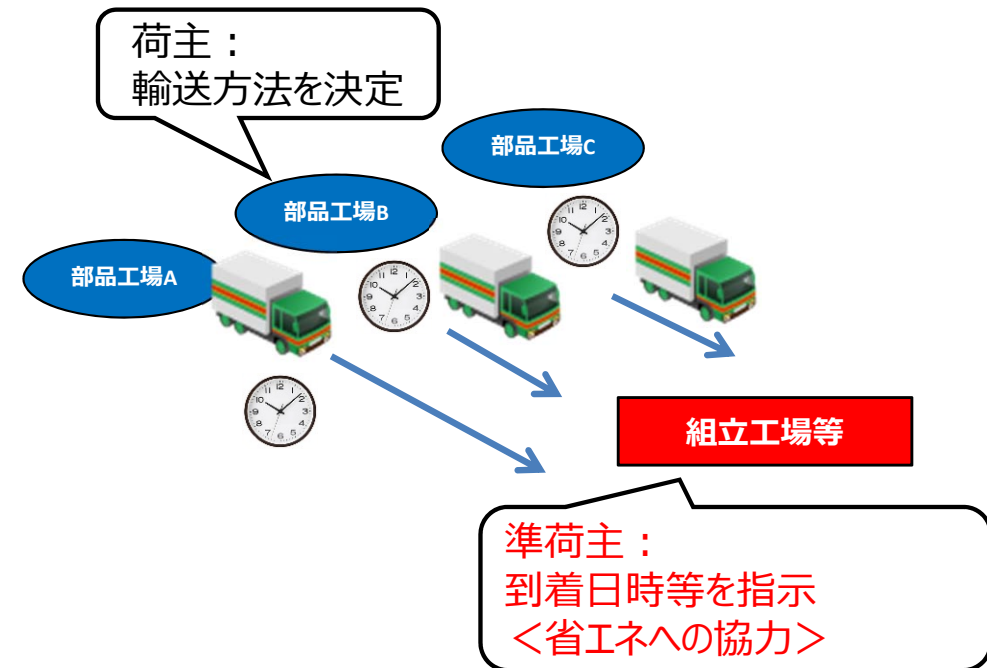 荷主：
輸送方法を決定
部品工場C
部品工場B
部品工場A
組立工場等
準荷主：
到着日時等を指示
＜省エネへの協力＞